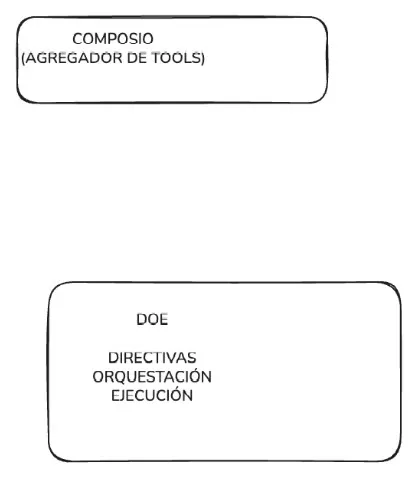 COMPOSIO
(AGREGADOR DE TOOLS)
DOE
DIRECTIVAS
ORQUESTACIÓN
EJECUCIÓN